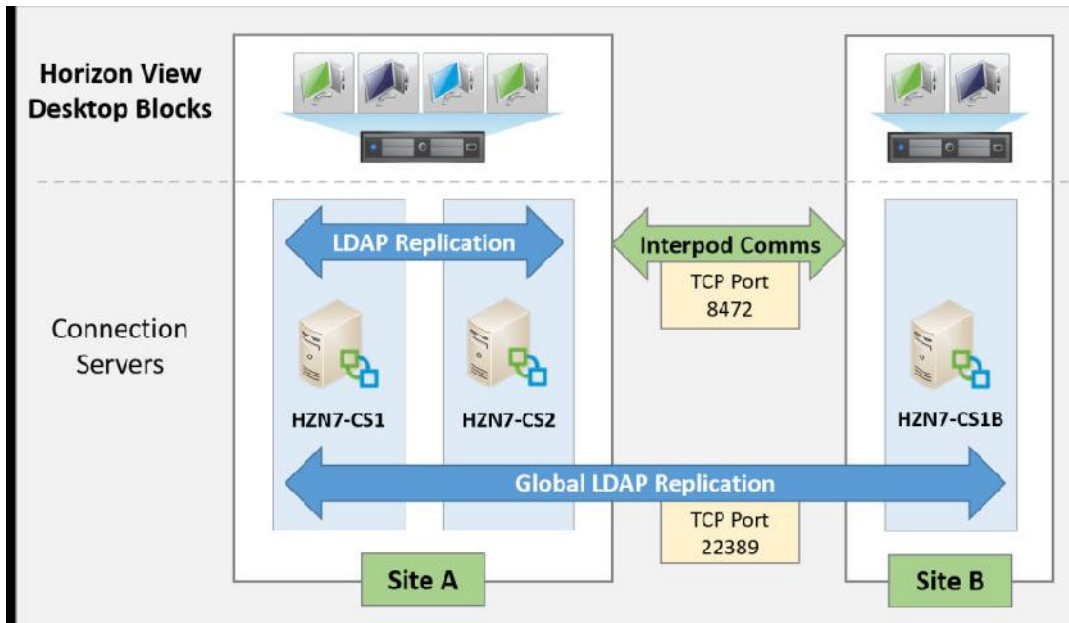 Horizon View
Desktop Blocks
LDAP Replication
Interpod Comms
TCP Port
8472
Connection
Servers
HZN7-CS1
HZN7-CS2
HZN7-CS1B
Global LDAP Replication
TCP Port
22389
Site A
Site B